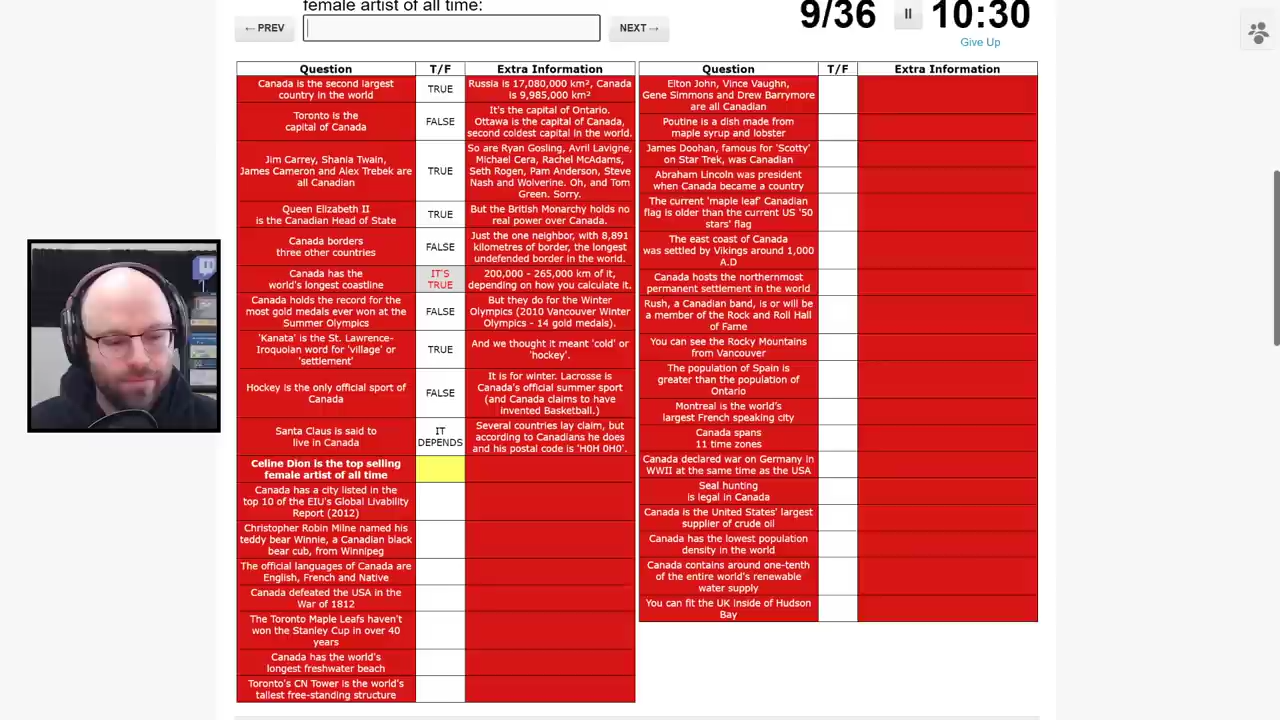 female artist of all time:
9/36
10:30
← PREV
NEXT →
Give Up
Question T/F Extra Information
Canada is the second largest
country in the world
TRUE
Russia is 17,080,000 km², Canada
is 9,985,000 km²
Toronto is the
capital of Canada
FALSE
It's the capital of Ontario.
Ottawa is the capital of Canada,
second coldest capital in the world.
Jim Carrey, Shania Twain,
James Cameron and Alex Trebek are
all Canadian
TRUE
So are Ryan Gosling, Avril Lavigne,
Michael Cera, Rachel McAdams,
Seth Rogen, Pam Anderson, Steve
Nash and Wolverine. Oh, and Tom
Green. Sorry.
Queen Elizabeth II
is the Canadian Head of State
TRUE
But the British Monarchy holds no
real power over Canada.
Canada borders
three other countries
FALSE
Just the one neighbor, with 8,891
kilometres of border, the longest
undefended border in the world.
Canada has the
world's longest coastline
IT'S
TRUE
200,000 - 265,000 km of it,
depending on how you calculate it.
Canada holds the record for the
most gold medals ever won at the
Summer Olympics
FALSE
But they do for the Winter
Olympics (2010 Vancouver Winter
Olympics - 14 gold medals).
'Kanata' is the St. Lawrence-
Iroquoian word for 'village' or
'settlement'
TRUE
And we thought it meant 'cold' or
'hockey'.
Hockey is the only official sport of
Canada
FALSE
It is for winter. Lacrosse is
Canada's official summer sport
(and Canada claims to have
invented Basketball.)
Santa Claus is said to
live in Canada
IT
DEPENDS
Several countries lay claim, but
according to Canadians he does
and his postal code is 'H0H 0H0'.
Celine Dion is the top selling
female artist of all time
Canada has a city listed in the
top 10 of the EIU's Global Livability
Report (2012)
Christopher Robin Milne named his
teddy bear Winnie, a Canadian black
bear cub, from Winnipeg
The official languages of Canada are
English, French and Native
Canada defeated the USA in the
War of 1812
The Toronto Maple Leafs haven't
won the Stanley Cup in over 40
years
Canada has the world's
longest freshwater beach
Toronto's CN Tower is the world's
tallest free-standing structure
Question T/F Extra Information
Elton John, Vince Vaughn,
Gene Simmons and Drew Barrymore
are all Canadian
Poutine is a dish made from
maple syrup and lobster
James Doohan, famous for 'Scotty'
on Star Trek, was Canadian
Abraham Lincoln was president
when Canada became a country
The current 'maple leaf' Canadian
flag is older than the current US '50
stars' flag
The east coast of Canada
was settled by Vikings around 1,000
A.D
Canada hosts the northernmost
permanent settlement in the world
Rush, a Canadian band, is or will be
a member of the Rock and Roll Hall
of Fame
You can see the Rocky Mountains
from Vancouver
The population of Spain is
greater than the population of
Ontario
Montreal is the world's
largest French speaking city
Canada spans
11 time zones
Canada declared war on Germany in
WWII at the same time as the USA
Seal hunting
is legal in Canada
Canada is the United States' largest
supplier of crude oil
Canada has the lowest population
density in the world
Canada contains around one-tenth
of the entire world's renewable
water supply
You can fit the UK inside of Hudson
Bay